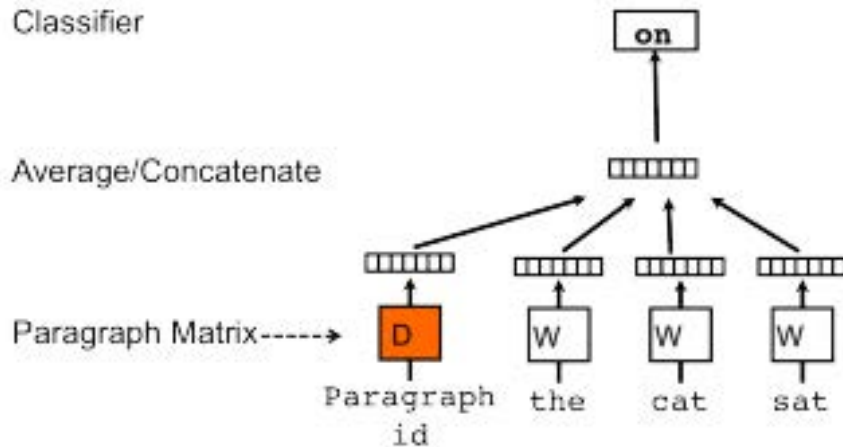 Classifier
on
Average/Concatenate
Paragraph Matrix
D
W
W
W
Paragraph
id
the
cat
sat